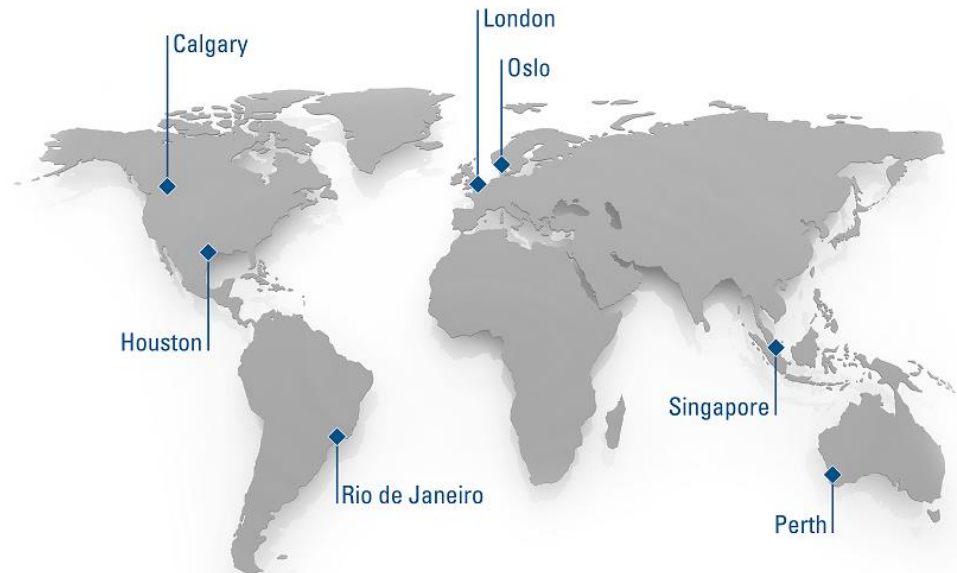 London
Calgary
Oslo
Houston
Singapore
Rio de Janeiro
Perth